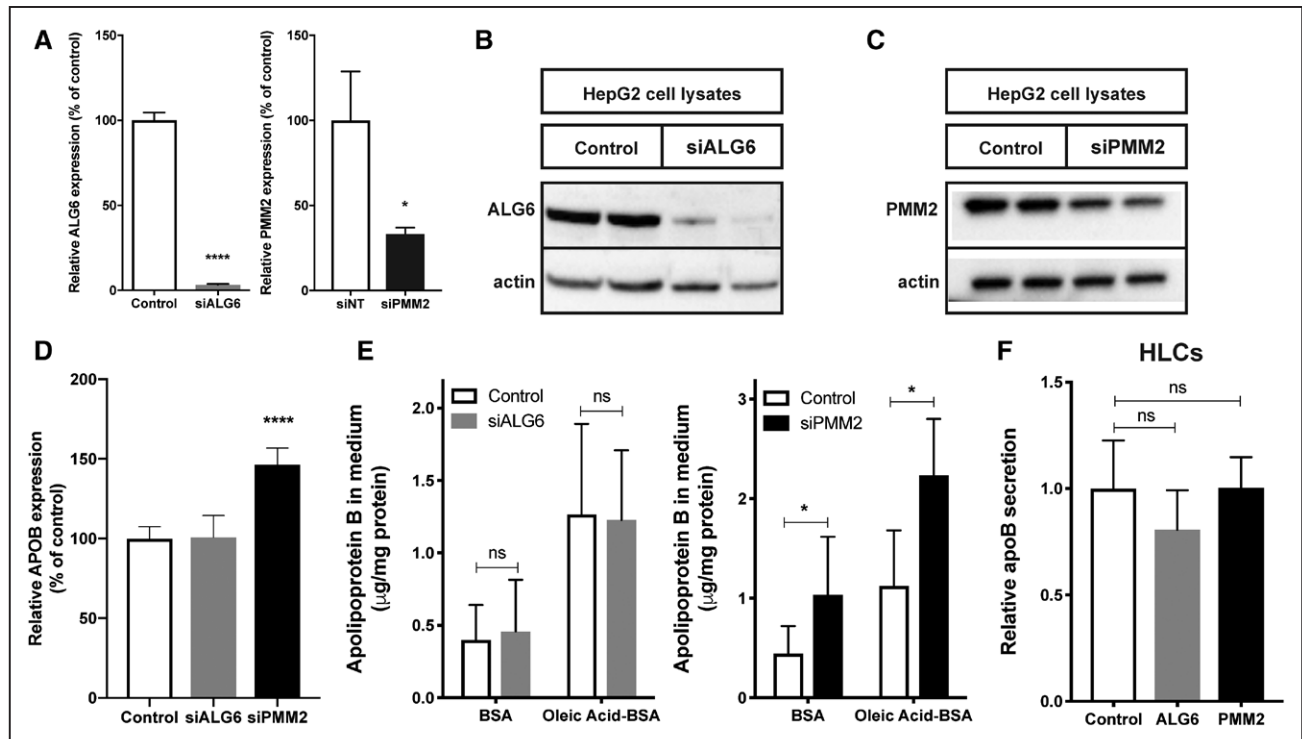 A
Relative ALG6 expression (% of control)
150
100
50
0
Control
siALG6
****
Relative PMM2 expression (% of control)
150
100
50
0
siNT
siPMM2
*
B
HepG2 cell lysates
Control
siALG6
ALG6
actin
C
HepG2 cell lysates
Control
siPMM2
PMM2
actin
D
Relative APOB expression
(% of control)
200
150
100
50
0
****
Control siALG6 siPMM2
E
Apolipoprotein B in medium
(µg/mg protein)
2.0
1.5
1.0
0.5
0.0
Control
siALG6
ns
ns
BSA
Oleic Acid-BSA
Apolipoprotein B in medium
(µg/mg protein)
3
2
1
0
Control
siPMM2
*
*
BSA
Oleic Acid-BSA
F
HLCs
Relative apoB secretion
1.5
1.0
0.5
0.0
ns
ns
Control ALG6 PMM2